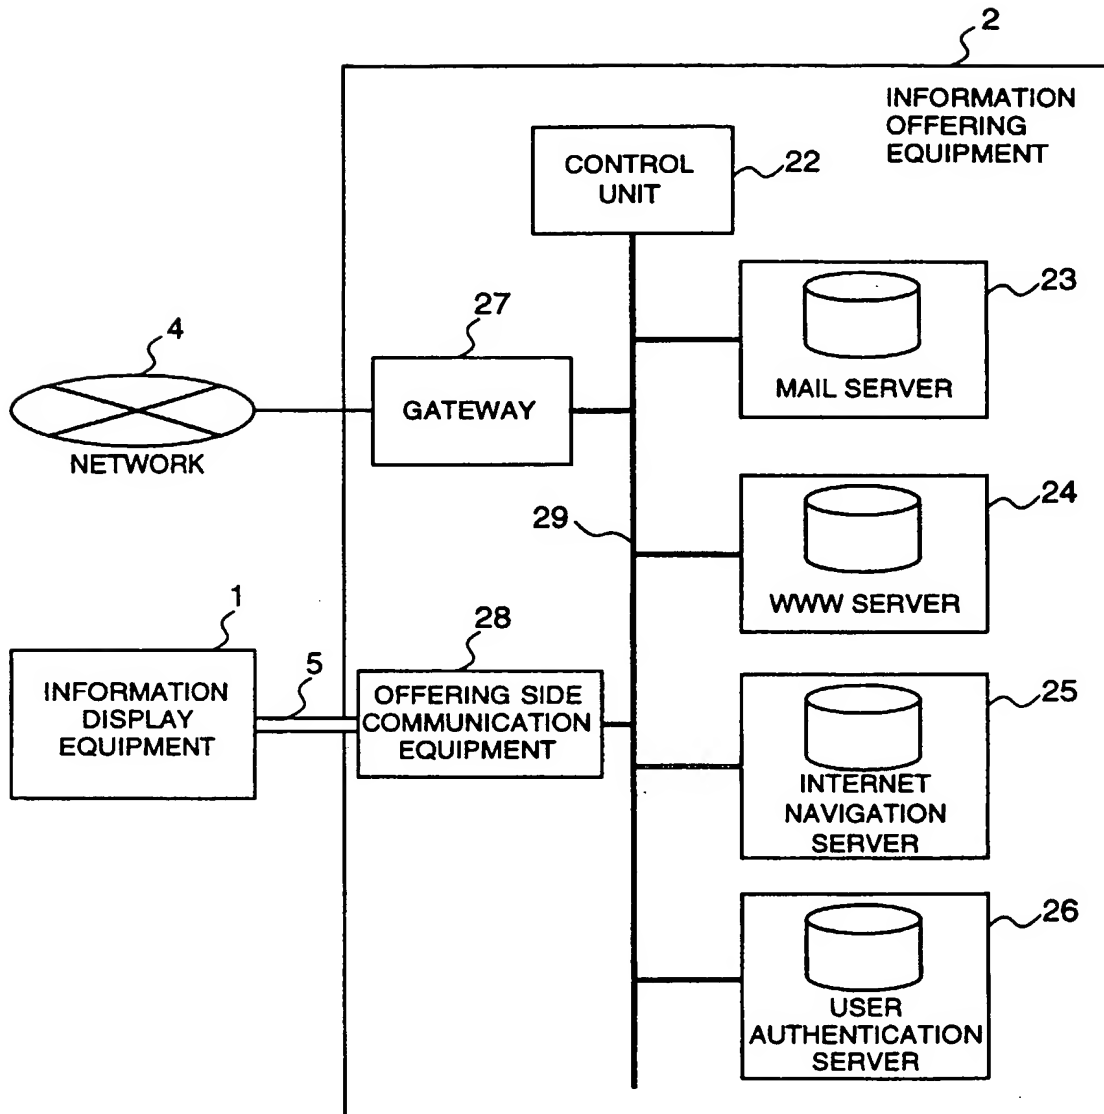 2
INFORMATION
OFFERING
EQUIPMENT
CONTROL
UNIT
22
23
MAIL SERVER
27
GATEWAY
4
NETWORK
24
WWW SERVER
29
1
INFORMATION
DISPLAY
EQUIPMENT
5
28
OFFERING SIDE
COMMUNICATION
EQUIPMENT
25
INTERNET
NAVIGATION
SERVER
26
USER
AUTHENTICATION
SERVER